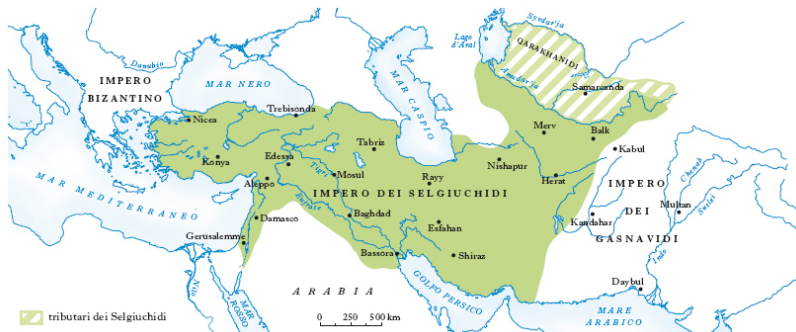 Syrdar'ja
Lago
d'Aral
QARAKHANIDI
Danubio
IMPERO
BIZANTINO
MAR NERO
MAR CASPIO
Amudar'ja
Samarcanda
Trebisonda
Nicea
Merv
Balk
Tabriz
Kabul
Konya
Edessa
Nishapur
Tigri
Mosul
Rayy
Herat
Aleppo
IMPERO DEI SELGIUCHIDI
IMPERO
DEI
GASNAVIDI
Chenab
Multan
Sutlej
MAR MEDITERRANEO
Eufrate
Damasco
Baghdad
Kandahar
Esfahan
Gerusalemme
Bassora
Shiraz
Indo
Daybul
Nilo
ARABIA
GOLFO PERSICO
MAR
ROSSO
MARE
ARABICO
tributari dei Selgiuchidi
0 250 500 km